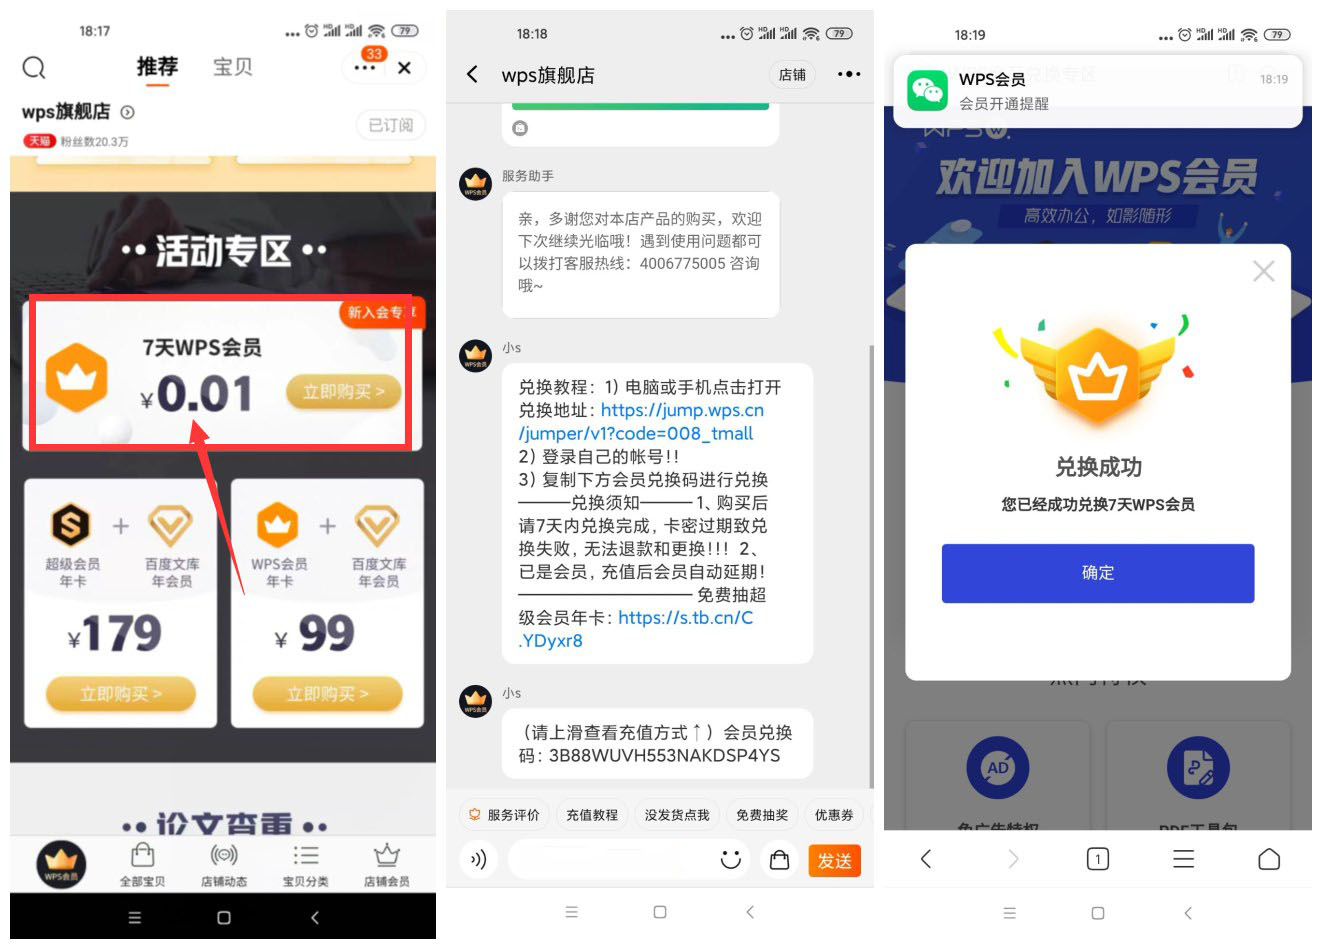 18:17
79
推荐
宝贝
33
wps旗舰店
已订阅
天猫 粉丝数20.3万
活动专区
新入会专享
7天WPS会员
¥0.01
立即购买 >
超级会员
年卡
+
百度文库
年会员
¥179
立即购买 >
WPS会员
年卡
+
百度文库
年会员
¥ 99
立即购买 >
论文查重
WPS会员
全部宝贝
店铺动态
宝贝分类
店铺会员
18:18
79
wps旗舰店
店铺
服务助手
亲，多谢您对本店产品的购买，欢迎
下次继续光临哦！遇到使用问题都可
以拨打客服热线：4006775005 咨询
哦~
小s
兑换教程：1) 电脑或手机点击打开
兑换地址: https://jump.wps.cn
/jumper/v1?code=008_tmall
2) 登录自己的帐号!!
3) 复制下方会员兑换码进行兑换
———兑换须知——— 1、购买后
请7天内兑换完成, 卡密过期致兑
换失败, 无法退款和更换!!! 2、
已是会员, 充值后会员自动延期!
—————————— 免费抽超
级会员年卡: https://s.tb.cn/C
.YDyxr8
小s
（请上滑查看充值方式↑）会员兑换
码: 3B88WUVH553NAKDSP4YS
服务评价
充值教程
没发货点我
免费抽奖
优惠券
发送
18:19
79
WPS会员
18:19
会员开通提醒
欢迎加入WPS会员
高效办公，如影随形
兑换成功
您已经成功兑换7天WPS会员
确定
AD
1